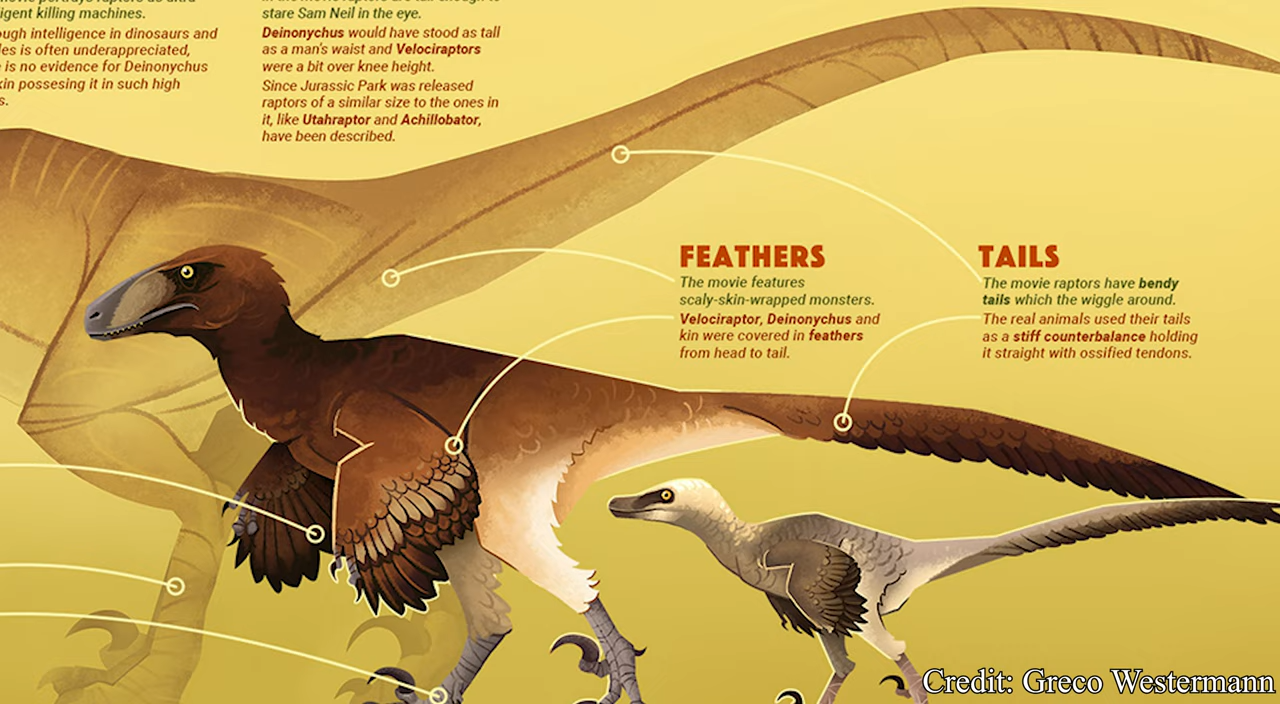 igent killing machines.
ough intelligence in dinosaurs and
les is often underappreciated,
is no evidence for Deinonychus
kin possesing it in such high
s.
stare Sam Neil in the eye.
Deinonychus would have stood as tall
as a man's waist and Velociraptors
were a bit over knee height.
Since Jurassic Park was released
raptors of a similar size to the ones in
it, like Utahraptor and Achillobator,
have been described.
FEATHERS
The movie features
scaly-skin-wrapped monsters.
Velociraptor, Deinonychus and
kin were covered in feathers
from head to tail.
TAILS
The movie raptors have bendy
tails which the wiggle around.
The real animals used their tails
as a stiff counterbalance holding
it straight with ossified tendons.
Credit: Greco Westermann